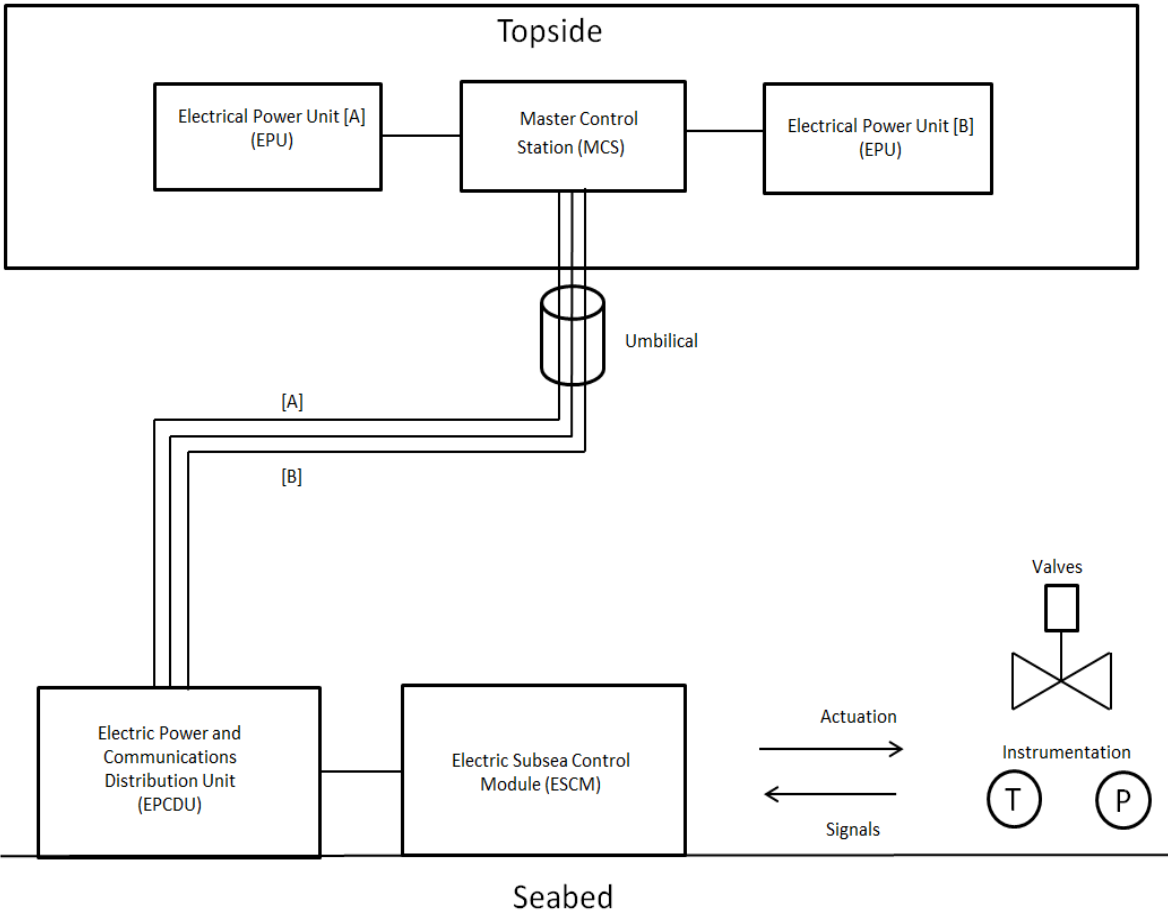 Topside
Electrical Power Unit [A]
(EPU)
Master Control
Station (MCS)
Electrical Power Unit [B]
(EPU)
Umbilical
[A]
[B]
Valves
Electric Power and
Communications
Distribution Unit
(EPCDU)
Electric Subsea Control
Module (ESCM)
Actuation
Signals
Instrumentation
T
P
Seabed